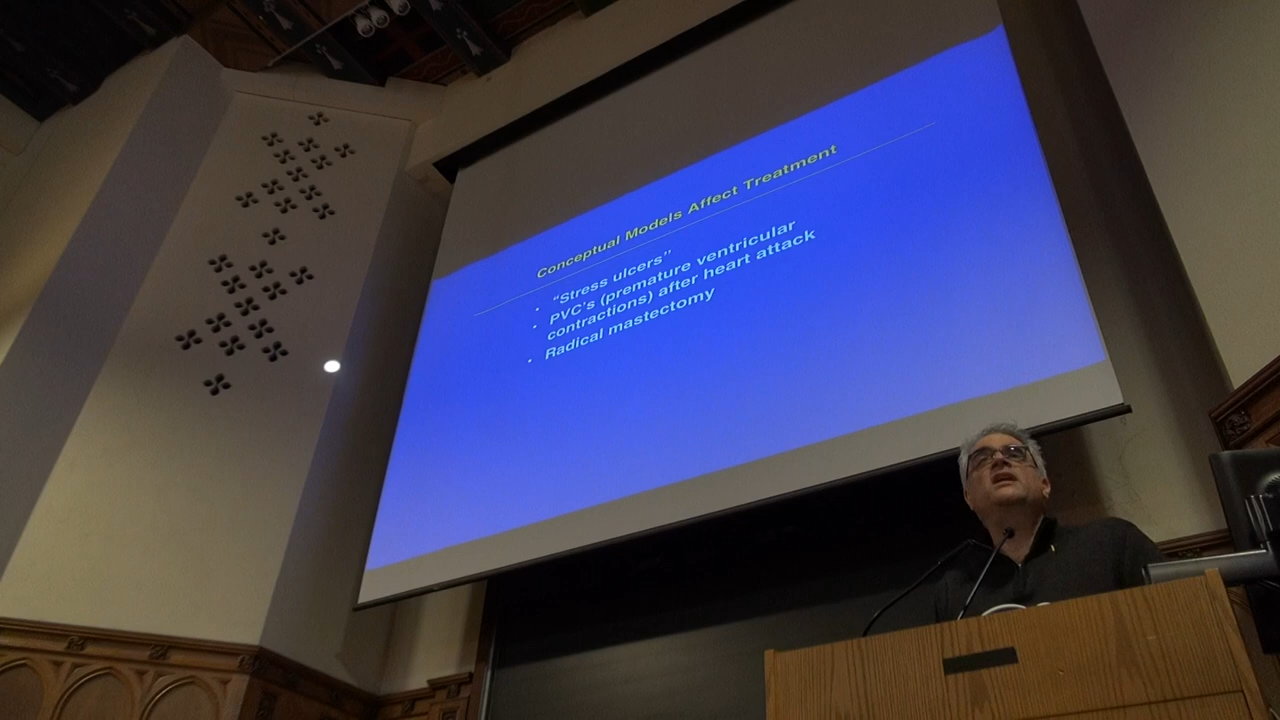 Conceptual Models Affect Treatment
• “Stress ulcers”
• PVC's (premature ventricular
contractions) after heart attack
• Radical mastectomy